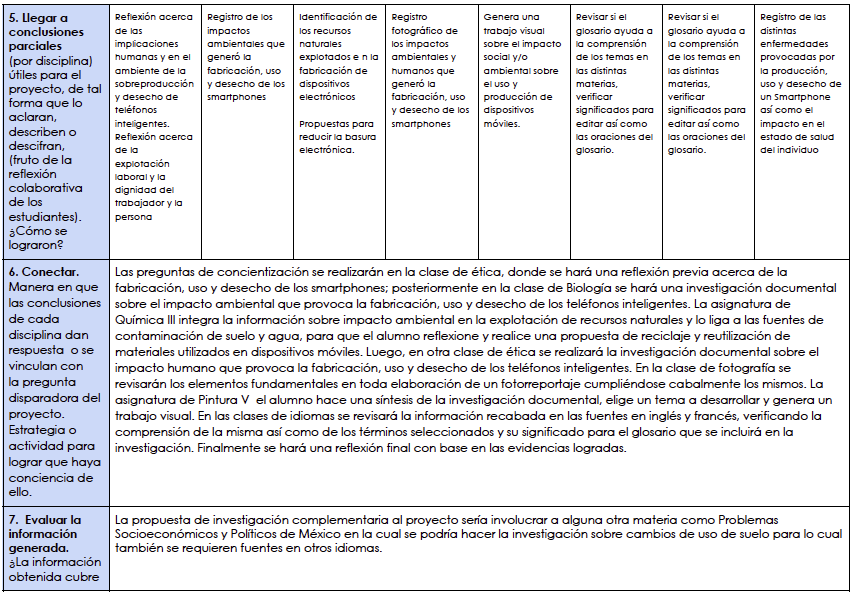 5. Llegar a
conclusiones
parciales
(por disciplina)
útiles para el
proyecto, de tal
forma que lo
aclaran,
describen o
descifran,
(fruto de la
reflexión
colaborativa
de los
estudiantes).
¿Cómo se
lograron?
Reflexión acerca
de las
implicaciones
humanas y en el
ambiente de la
sobreproducción
y desecho de
teléfonos
inteligentes.
Reflexión acerca
de la
explotación
laboral y la
dignidad del
trabajador y la
persona
Registro de los
impactos
ambientales que
generó la
fabricación, uso
y desecho de los
smartphones
Identificación de
los recursos
naturales
explotados e n la
fabricación de
dispositivos
electrónicos
Propuestas para
reducir la basura
electrónica.
Registro
fotográfico de
los impactos
ambientales y
humanos que
generó la
fabricación, uso
y desecho de los
smartphones
Genera una
trabajo visual
sobre el impacto
social y/o
ambiental sobre
el uso y
producción de
dispositivos
móviles.
Revisar si el
glosario ayuda a
la comprensión
de los temas en
las distintas
materias,
verificar
significados para
editar así como
las oraciones del
glosario.
Revisar si el
glosario ayuda a
la comprensión
de los temas en
las distintas
materias,
verificar
significados para
editar así como
las oraciones del
glosario.
Registro de las
distintas
enfermedades
provocadas por
la producción,
uso y desecho de
un Smartphone
así como el
impacto en el
estado de salud
del individuo
6. Conectar.
Manera en que
las conclusiones
de cada
disciplina dan
respuesta o se
vinculan con
la pregunta
disparadora del
proyecto.
Estrategia o
actividad para
lograr que haya
conciencia de
ello.
Las preguntas de concientización se realizarán en la clase de ética, donde se hará una reflexión previa acerca de la
fabricación, uso y desecho de los smartphones; posteriormente en la clase de Biología se hará una investigación documental
sobre el impacto ambiental que provoca la fabricación, uso y desecho de los teléfonos inteligentes. La asignatura de
Química III integra la información sobre impacto ambiental en la explotación de recursos naturales y lo liga a las fuentes de
contaminación de suelo y agua, para que el alumno reflexione y realice una propuesta de reciclaje y reutilización de
materiales utilizados en dispositivos móviles. Luego, en otra clase de ética se realizará la investigación documental sobre el
impacto humano que provoca la fabricación, uso y desecho de los teléfonos inteligentes. En la clase de fotografía se
revisarán los elementos fundamentales en toda elaboración de un fotorreportaje cumpliéndose cabalmente los mismos. La
asignatura de Pintura V el alumno hace una síntesis de la investigación documental, elige un tema a desarrollar y genera un
trabajo visual. En las clases de idiomas se revisará la información recabada en las fuentes en inglés y francés, verificando la
comprensión de la misma así como de los términos seleccionados y su significado para el glosario que se incluirá en la
investigación. Finalmente se hará una reflexión final con base en las evidencias logradas.
7. Evaluar la
información
generada.
¿La información
obtenida cubre
La propuesta de investigación complementaria al proyecto sería involucrar a alguna otra materia como Problemas
Socioeconómicos y Políticos de México en la cual se podría hacer la investigación sobre cambios de uso de suelo para lo cual
también se requieren fuentes en otros idiomas.